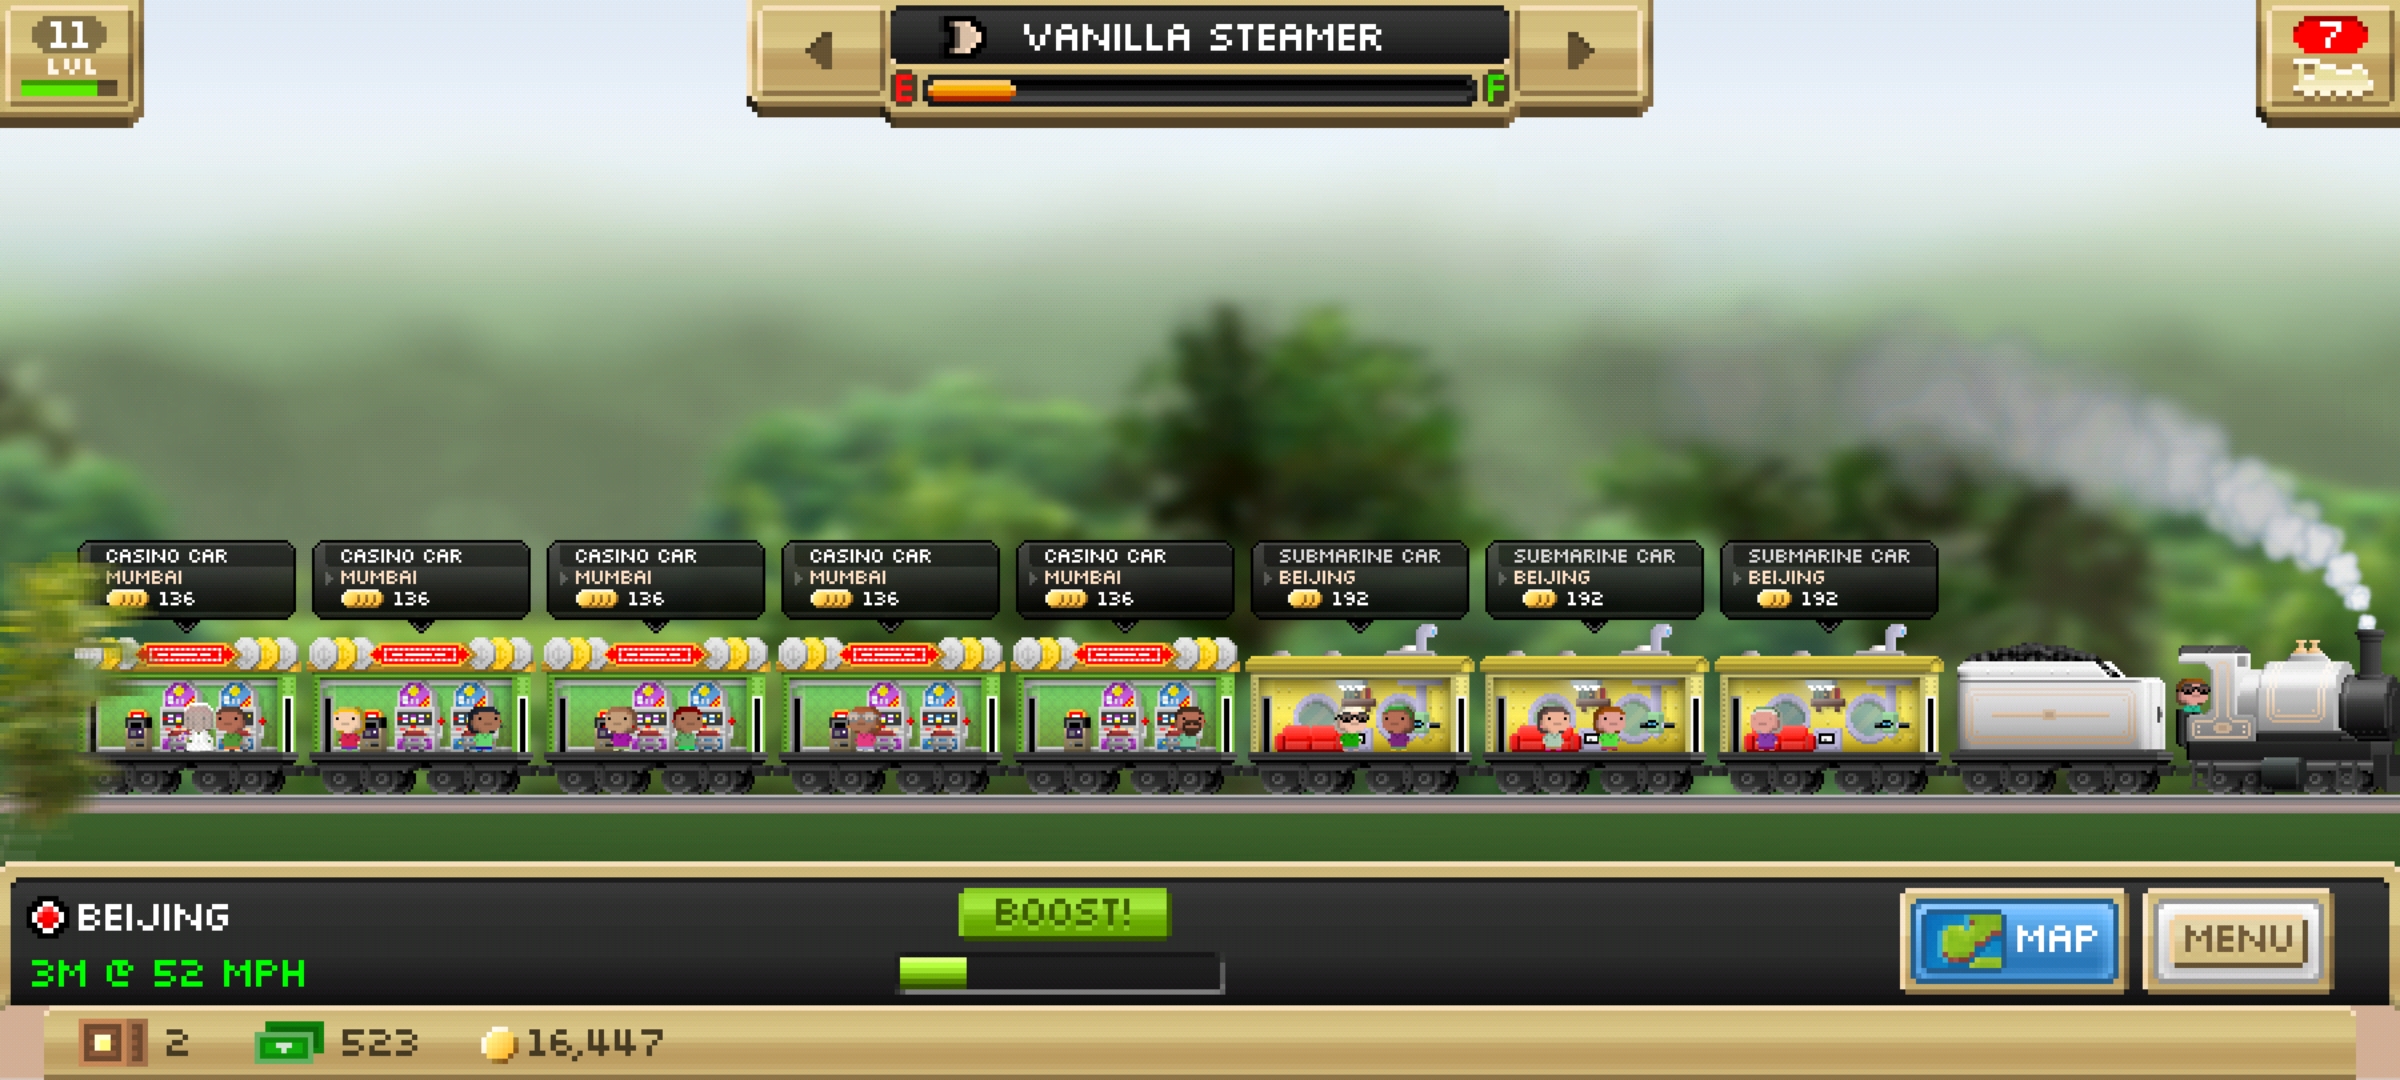 11
LVL
VANILLA STEAMER
E
F
7
CASINO CAR
MUMBAI
136
CASINO CAR
MUMBAI
136
CASINO CAR
MUMBAI
136
CASINO CAR
MUMBAI
136
CASINO CAR
MUMBAI
136
SUBMARINE CAR
BEIJING
192
SUBMARINE CAR
BEIJING
192
SUBMARINE CAR
BEIJING
192
BEIJING
3M @ 52 MPH
BOOST!
MAP
MENU
2
523
16,447